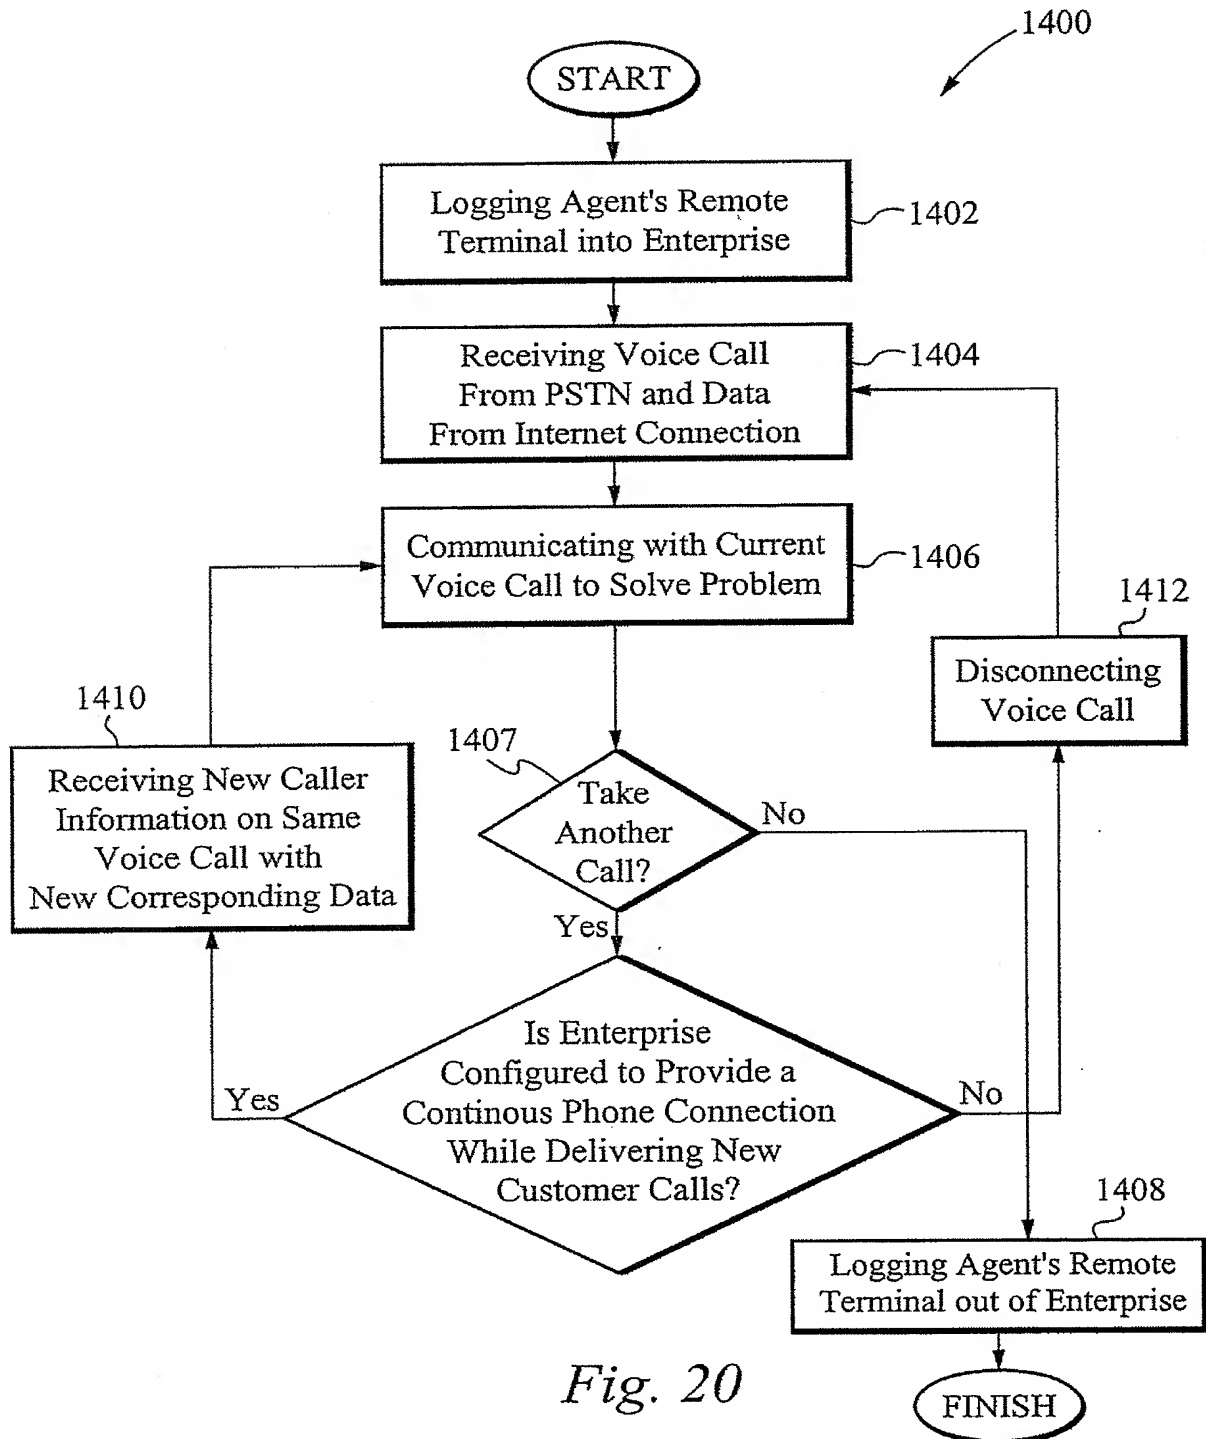 1400
START
Logging Agent's Remote
Terminal into Enterprise
1402
Receiving Voice Call
From PSTN and Data
From Internet Connection
1404
Communicating with Current
Voice Call to Solve Problem
1406
1412
Disconnecting
Voice Call
1410
Receiving New Caller
Information on Same
Voice Call with
New Corresponding Data
1407
Take
Another
Call?
No
Yes
Is Enterprise
Configured to Provide a
Continous Phone Connection
While Delivering New
Customer Calls?
Yes
No
1408
Logging Agent's Remote
Terminal out of Enterprise
FINISH
Fig. 20